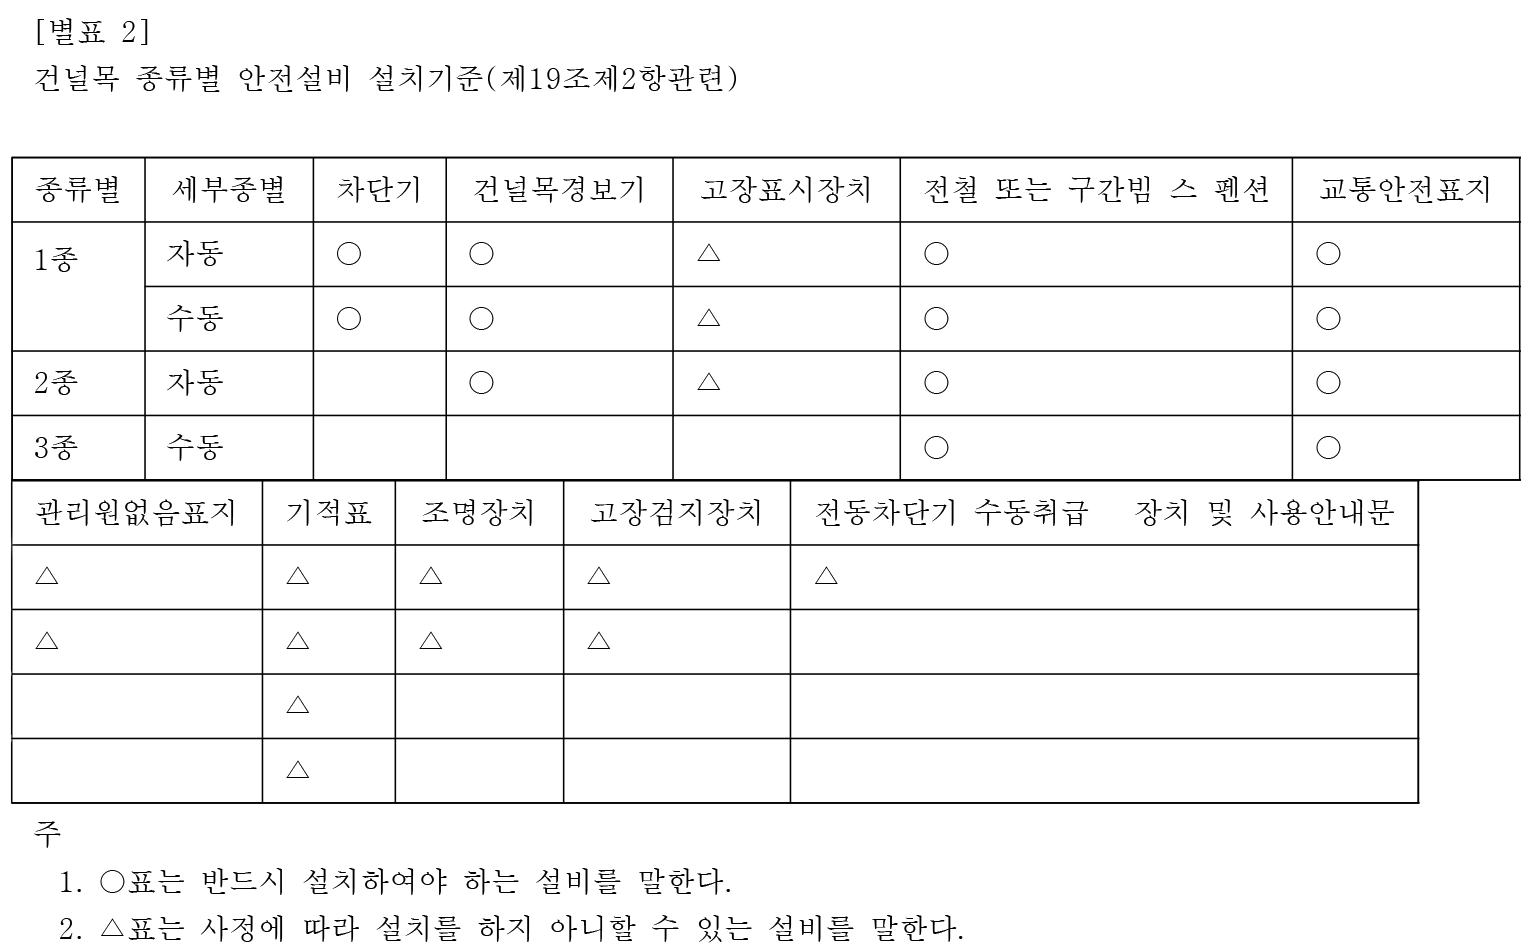 [별표 2]
건널목 종류별 안전설비 설치기준(제19조제2항관련)
종류별 세부종별 차단기 건널목경보기 고장표시장치 전철 또는 구간빔 스 펜션 교통안전표지
1종 자동 ○ ○ △ ○ ○
수동 ○ ○ △ ○ ○
2종 자동 ○ △ ○ ○
3종 수동 ○ ○
관리원없음표지 기적표 조명장치 고장검지장치 전동차단기 수동취급 장치 및 사용안내문
△ △ △ △ △
△ △ △ △
△
△
주
1. ○표는 반드시 설치하여야 하는 설비를 말한다.
2. △표는 사정에 따라 설치를 하지 아니할 수 있는 설비를 말한다.